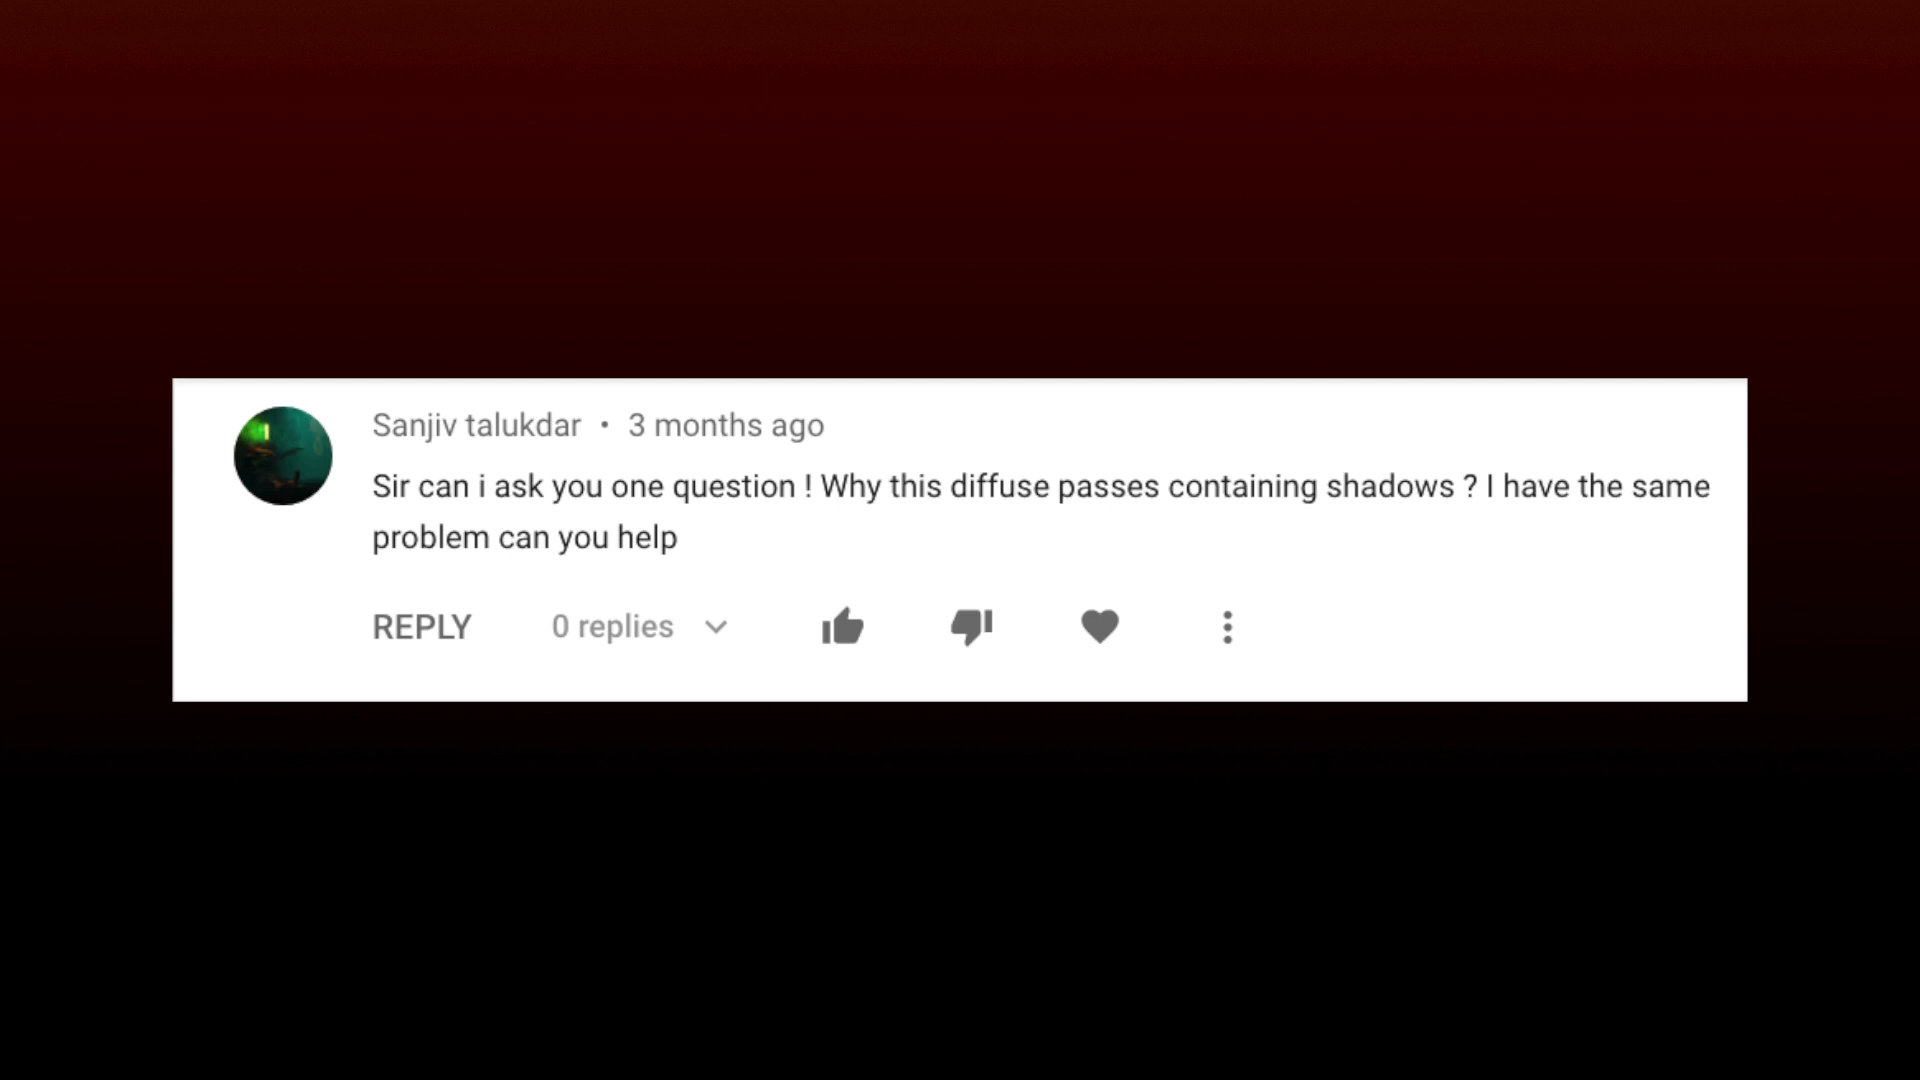 Sanjiv talukdar • 3 months ago
Sir can i ask you one question ! Why this diffuse passes containing shadows ? I have the same
problem can you help
REPLY 0 replies